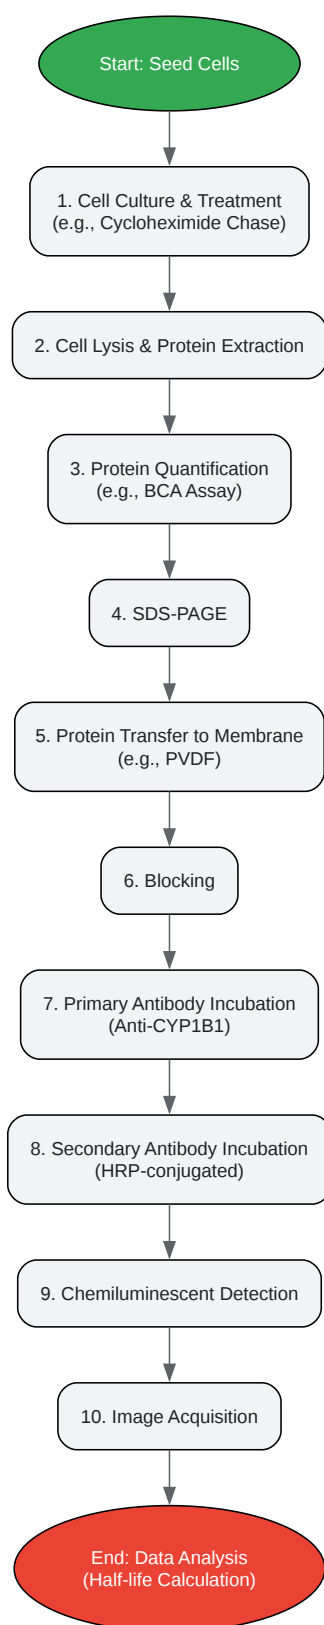 Start: Seed Cells
1. Cell Culture & Treatment
(e.g., Cycloheximide Chase)
2. Cell Lysis & Protein Extraction
3. Protein Quantification
(e.g., BCA Assay)
4. SDS-PAGE
5. Protein Transfer to Membrane
(e.g., PVDF)
6. Blocking
7. Primary Antibody Incubation
(Anti-CYP1B1)
8. Secondary Antibody Incubation
(HRP-conjugated)
9. Chemiluminescent Detection
10. Image Acquisition
End: Data Analysis
(Half-life Calculation)